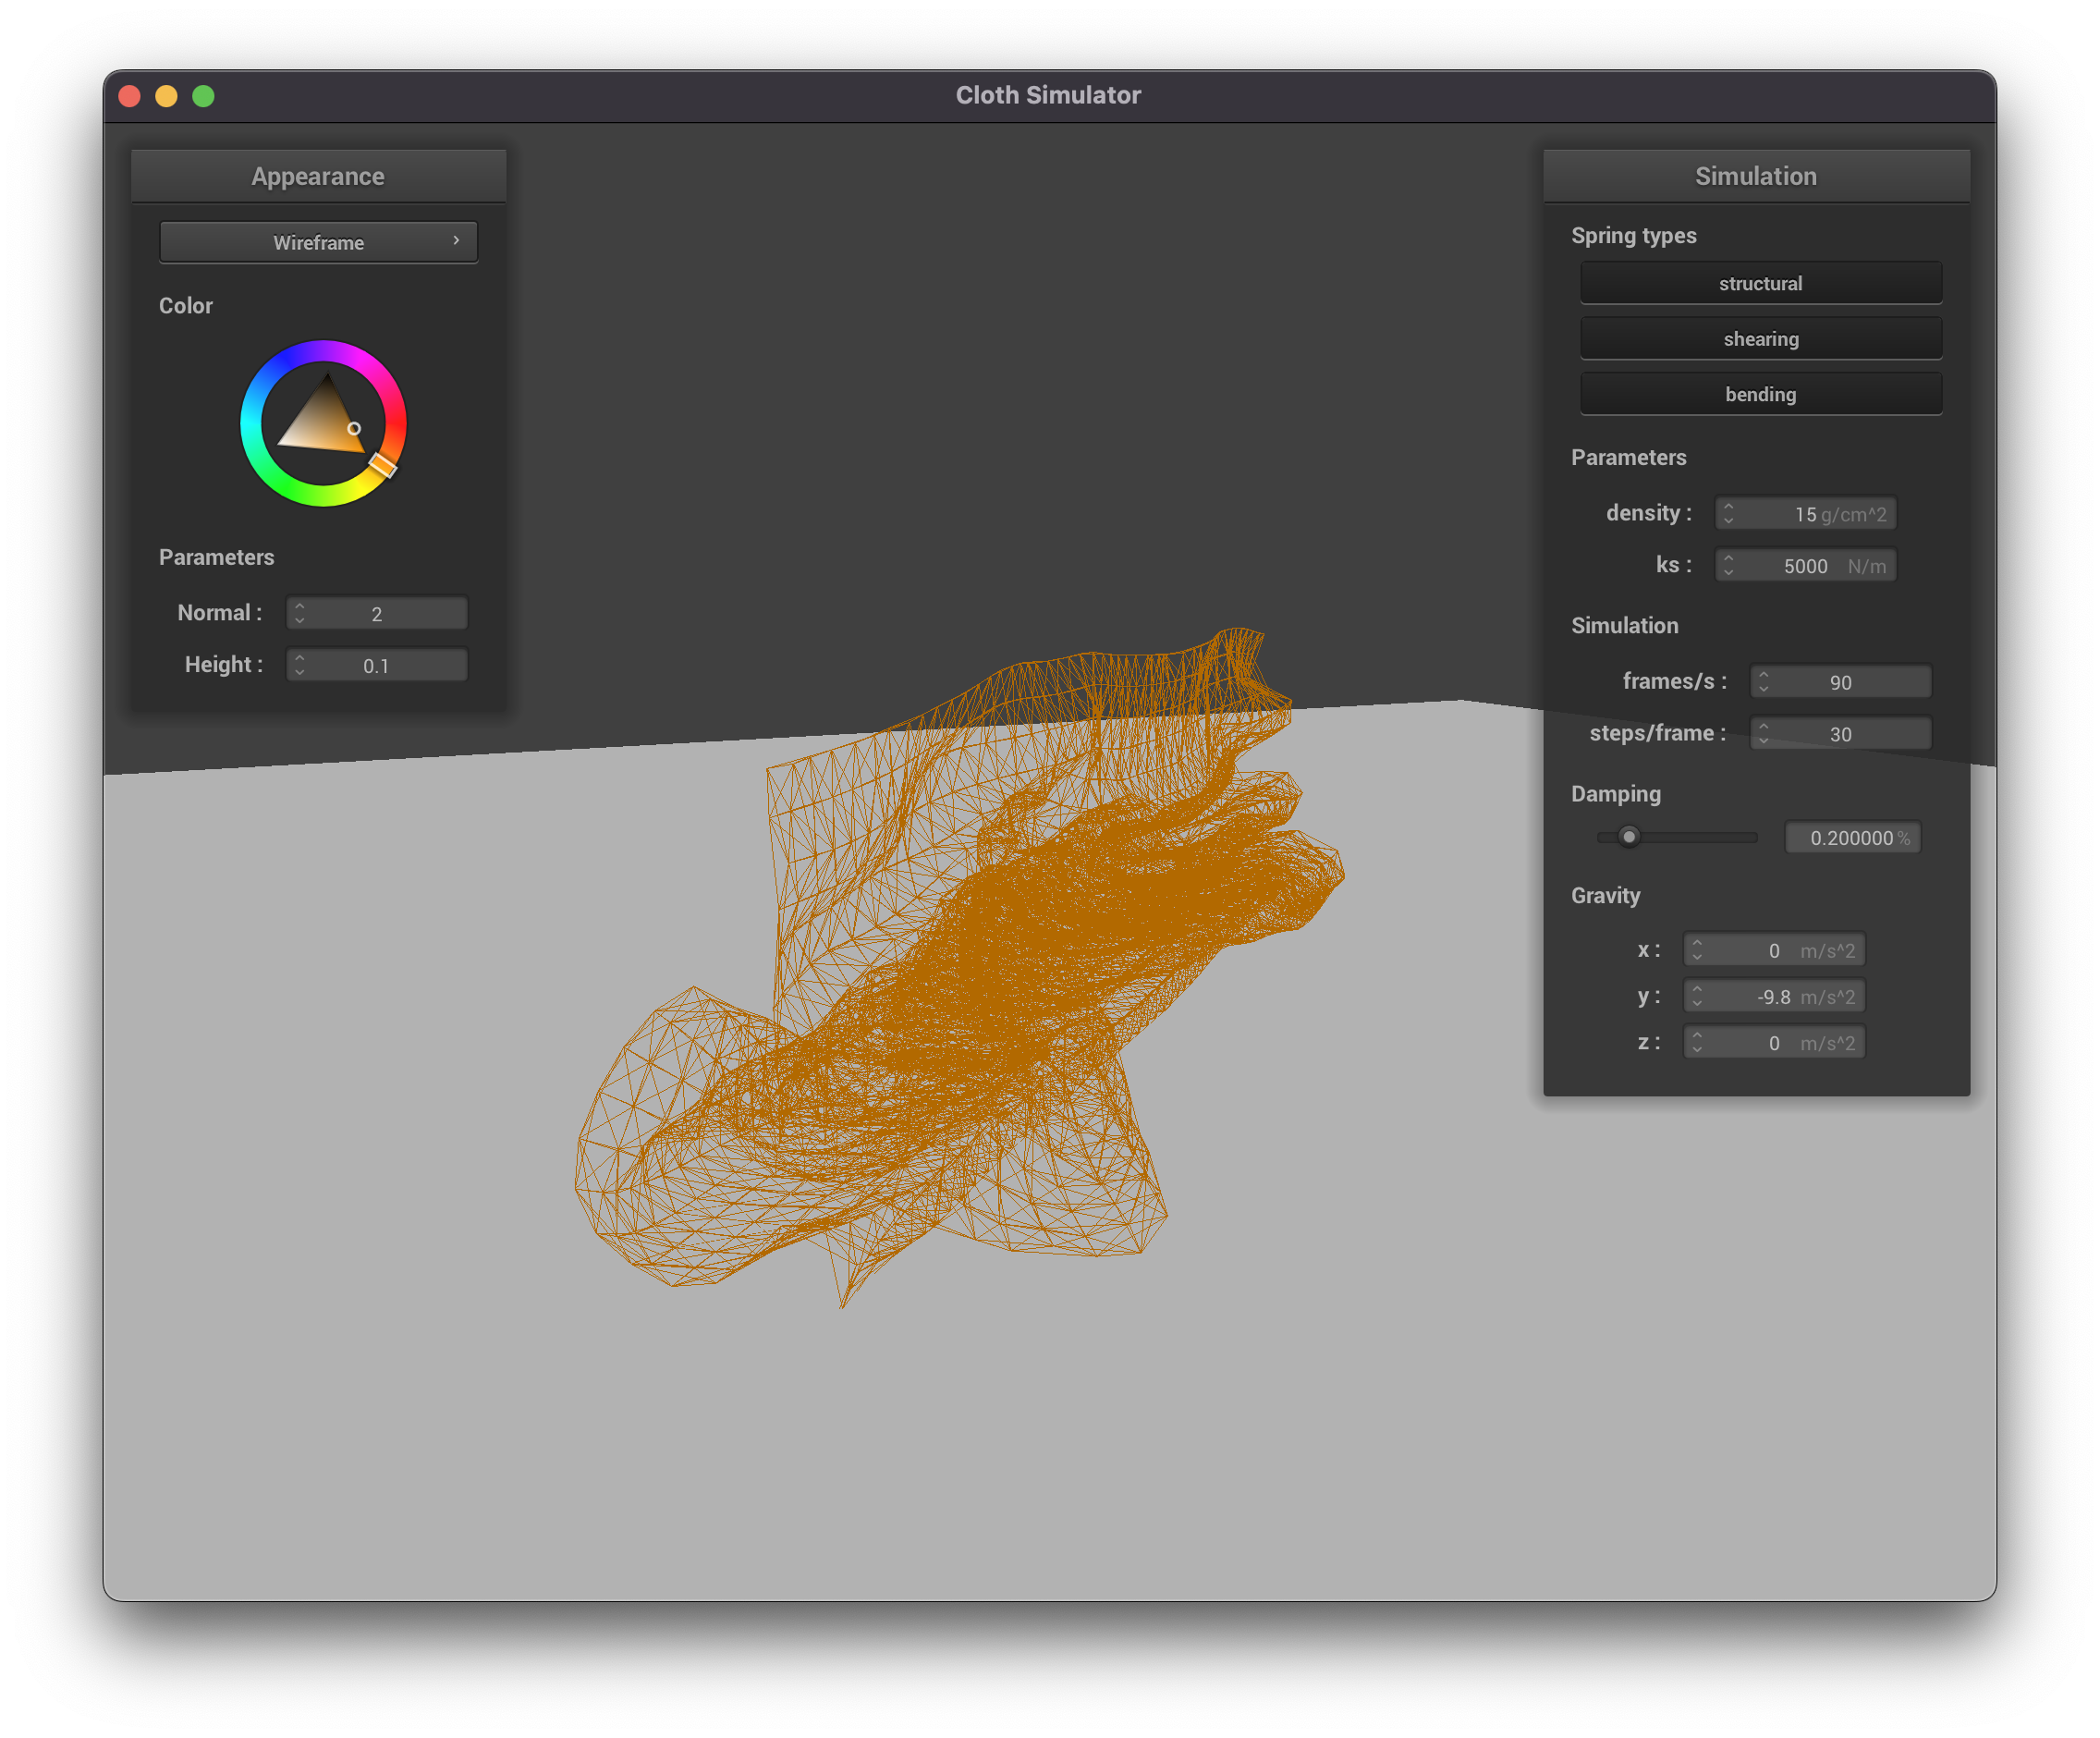 Cloth Simulator
Appearance
Wireframe
Color
Parameters
Normal : 2
Height : 0.1
Simulation
Spring types
structural
shearing
bending
Parameters
density : 15 g/cm^2
ks : 5000 N/m
Simulation
frames/s : 90
steps/frame : 30
Damping
0.200000 %
Gravity
x : 0 m/s^2
y : -9.8 m/s^2
z : 0 m/s^2